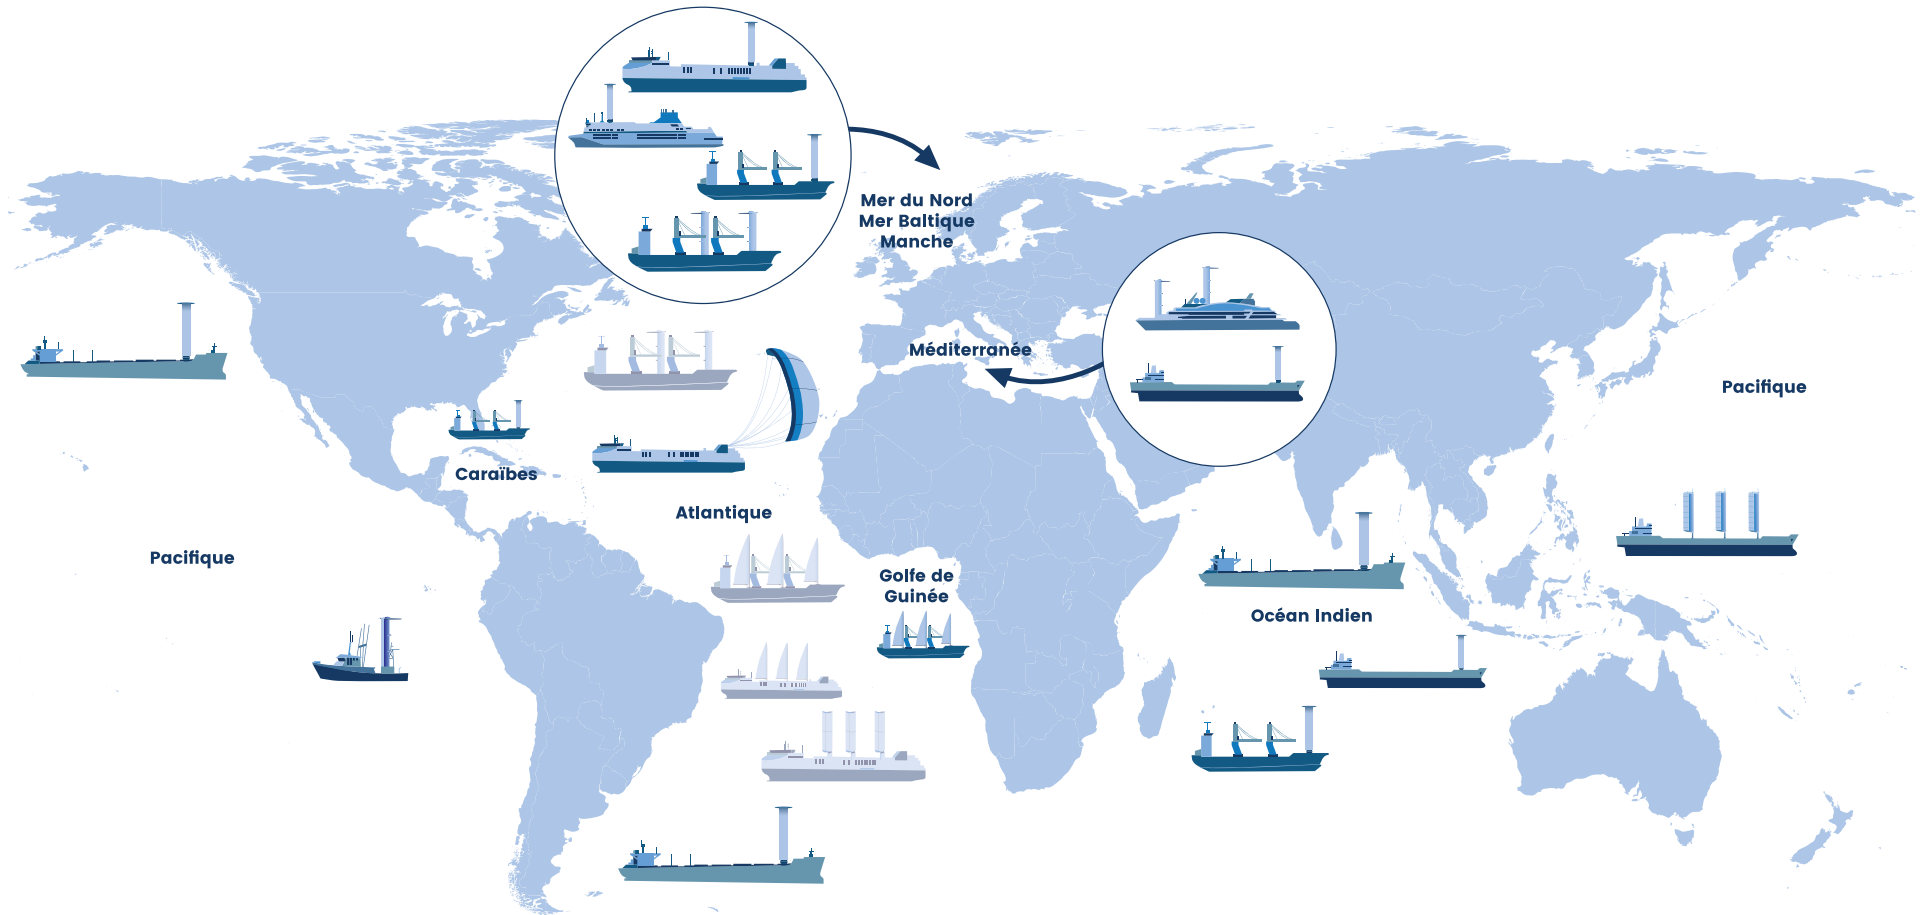 Mer du Nord
Mer Baltique
Manche
Méditerranée
Pacifique
Caraïbes
Atlantique
Pacifique
Golfe de
Guinée
Océan Indien